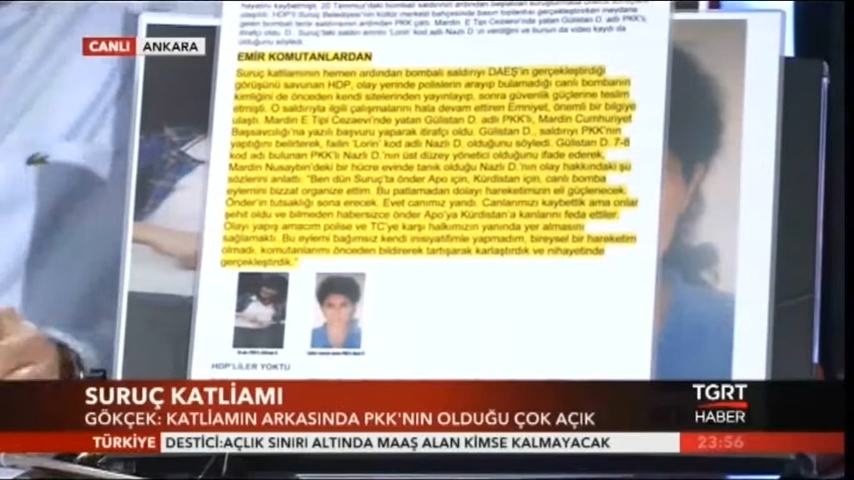 CANLI ANKARA
EMİR KOMUTANLARDAN
Suruç katliamının hemen ardından bombalı saldırıyı DAEŞ'in gerçekleştirdiği
görüşünü savunan HDP, olay yerinde polislerin arayıp bulamadığı canlı bombanın
kimliğini de önceden kendi sitelerinden yayınlayıp, sonra güvenlik güçlerine teslim
etmişti. O saldırıyla ilgili çalışmalarını hala devam ettiren Emniyet, önemli bir bilgiye
ulaştı. Mardin E Tipi Cezaevi'nde yatan Gülistan D. adlı PKK'lı, Mardin Cumhuriyet
Başsavcılığı'na yazılı başvuru yaparak itirafçı oldu. Gülistan D., saldırıyı PKK'nın
yaptığını belirterek, failin 'Lorin' kod adlı Nazlı D. olduğunu söyledi. Gülistan D. 7-8
kod adı bulunan PKK'lı Nazlı D.'nın üst düzey yönetici olduğunu ifade ederek,
Mardin Nusaybin'deki bir hücre evinde tanık olduğu Nazlı D.'nın olay hakkındaki şu
sözlerini anlattı: "Ben dün Suruç'ta önder Apo için, Kürdistan için, canlı bomba
eylemini bizzat organize ettim. Bu patlamadan dolayı hareketimizin eli güçlenecek.
Önder'in tutsaklığı sona erecek. Evet canımız yandı. Canlarımızı kaybettik ama onlar
şehit oldu ve bilmeden habersizce önder Apo'ya Kürdistan'a kanlarını feda ettiler.
Olayı yapış amacım polise ve TC'ye karşı halkımızın yanında yer almasını
sağlamaktı. Bu eylemi bağımsız kendi inisiyatifimle yapmadım, bireysel bir hareketim
olmadı, komutanlarımı önceden bildirerek tartışarak karlaştırdık ve nihayetinde
gerçekleştirdik."
HDP'LİLER YOKTU
SURUÇ KATLİAMI
GÖKÇEK: KATLİAMIN ARKASINDA PKK'NIN OLDUĞU ÇOK AÇIK
TGRT
HABER
TÜRKİYE DESTİCİ:AÇLIK SINIRI ALTINDA MAAŞ ALAN KİMSE KALMAYACAK
23:56